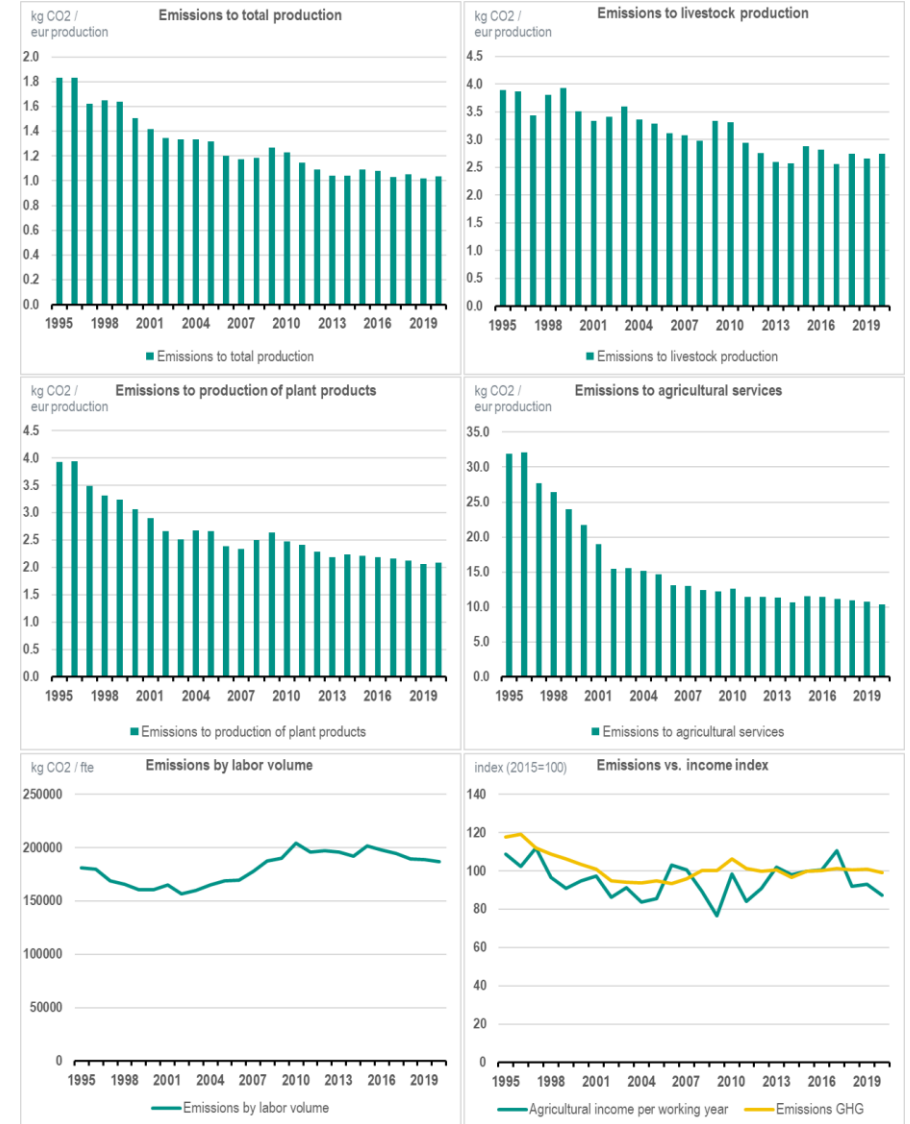 kg CO2 /
eur production
Emissions to total production
2.0
1.8
1.6
1.4
1.2
1.0
0.8
0.6
0.4
0.2
0.0
1995 1998 2001 2004 2007 2010 2013 2016 2019
Emissions to total production
kg CO2 /
eur production
Emissions to livestock production
4.5
4.0
3.5
3.0
2.5
2.0
1.5
1.0
0.5
0.0
1995 1998 2001 2004 2007 2010 2013 2016 2019
Emissions to livestock production
kg CO2 /
eur production
Emissions to production of plant products
4.5
4.0
3.5
3.0
2.5
2.0
1.5
1.0
0.5
0.0
1995 1998 2001 2004 2007 2010 2013 2016 2019
Emissions to production of plant products
kg CO2 /
eur production
Emissions to agricultural services
35.0
30.0
25.0
20.0
15.0
10.0
5.0
0.0
1995 1998 2001 2004 2007 2010 2013 2016 2019
Emissions to agricultural services
kg CO2 / fte
Emissions by labor volume
250000
200000
150000
100000
50000
0
1995 1998 2001 2004 2007 2010 2013 2016 2019
Emissions by labor volume
index (2015=100)
Emissions vs. income index
140
120
100
80
60
40
20
0
1995 1998 2001 2004 2007 2010 2013 2016 2019
Agricultural income per working year
Emissions GHG